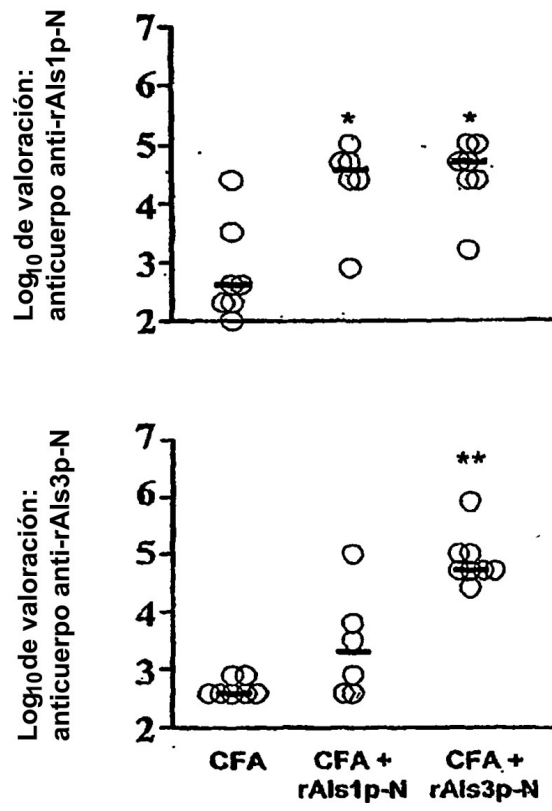 Log₁₀ de valoración:
anticuerpo anti-rAls1p-N
7
6
5
4
3
2
*
*
Log₁₀ de valoración:
anticuerpo anti-rAls3p-N
7
6
5
4
3
2
**
CFA
CFA +
rAls1p-N
CFA +
rAls3p-N